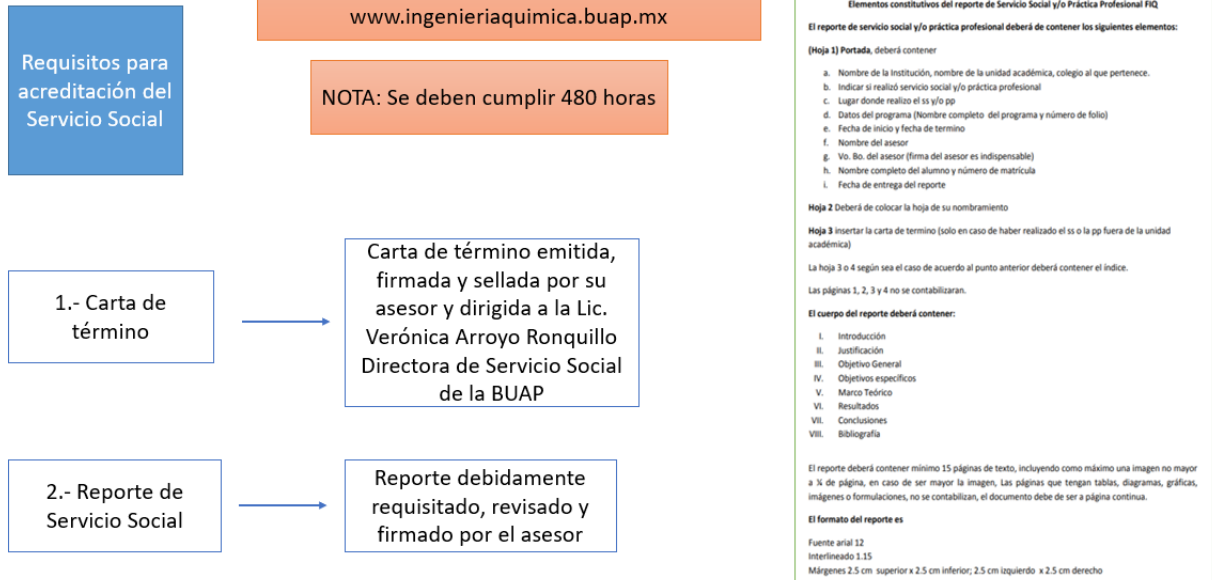 www.ingenieriaquimica.buap.mx
Requisitos para
acreditación del
Servicio Social
NOTA: Se deben cumplir 480 horas
1.- Carta de
término
Carta de término emitida,
firmada y sellada por su
asesor y dirigida a la Lic.
Verónica Arroyo Ronquillo
Directora de Servicio Social
de la BUAP
2.- Reporte de
Servicio Social
Reporte debidamente
requisitado, revisado y
firmado por el asesor
Elementos constitutivos del reporte de Servicio Social y/o Práctica Profesional FIQ
El reporte de servicio social y/o práctica profesional deberá de contener los siguientes elementos:
(Hoja 1) Portada, deberá contener
a. Nombre de la Institución, nombre de la unidad académica, colegio al que pertenece.
b. Indicar si realizó servicio social y/o práctica profesional
c. Lugar donde realizo el ss y/o pp
d. Datos del programa (Nombre completo del programa y número de folio)
e. Fecha de inicio y fecha de termino
f. Nombre del asesor
g. Vo. Bo. del asesor (firma del asesor es indispensable)
h. Nombre completo del alumno y número de matrícula
i. Fecha de entrega del reporte
Hoja 2 Deberá de colocar la hoja de su nombramiento
Hoja 3 insertar la carta de termino (solo en caso de haber realizado el ss o la pp fuera de la unidad
académica)
La hoja 3 o 4 según sea el caso de acuerdo al punto anterior deberá contener el índice.
Las páginas 1, 2, 3 y 4 no se contabilizaran.
El cuerpo del reporte deberá contener:
I. Introducción
II. Justificación
III. Objetivo General
IV. Objetivos específicos
V. Marco Teórico
VI. Resultados
VII. Conclusiones
VIII. Bibliografía
El reporte deberá contener mínimo 15 páginas de texto, incluyendo como máximo una imagen no mayor
a de página, en caso de ser mayor la imagen, Las páginas que tengan tablas, diagramas, gráficas,
imágenes o formulaciones, no se contabilizan, el documento debe de ser a página continua.
El formato del reporte es
Fuente arial 12
Interlineado 1.15
Márgenes 2.5 cm superior x 2.5 cm inferior; 2.5 cm izquierdo x 2.5 cm derecho